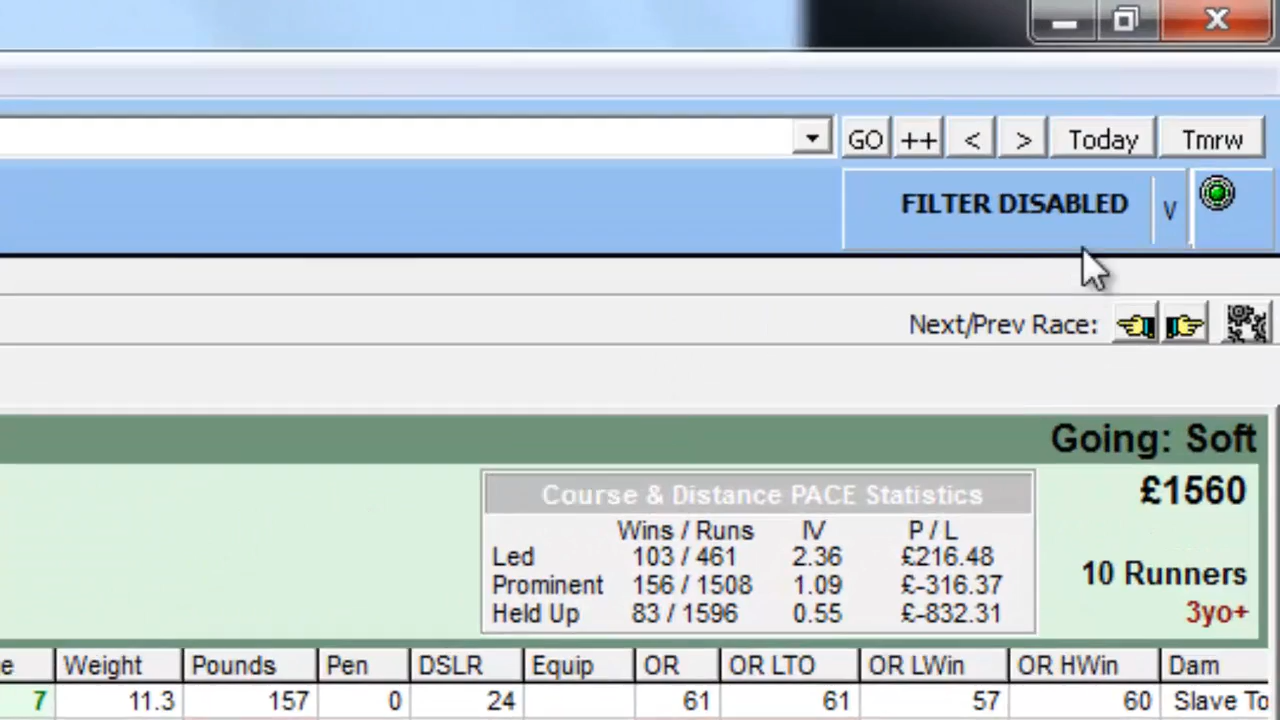 GO ++ < > Today Tmrw
FILTER DISABLED V
Next/Prev Race:
Going: Soft
Course & Distance PACE Statistics £1560
Wins / Runs IV P / L
Led 103 / 461 2.36 £216.48
Prominent 156 / 1508 1.09 £-316.37 10 Runners
Held Up 83 / 1596 0.55 £-832.31 3yo+
e Weight Pounds Pen DSLR Equip OR OR LTO OR LWin OR HWin Dam
7 11.3 157 0 24 61 61 57 60 Slave To